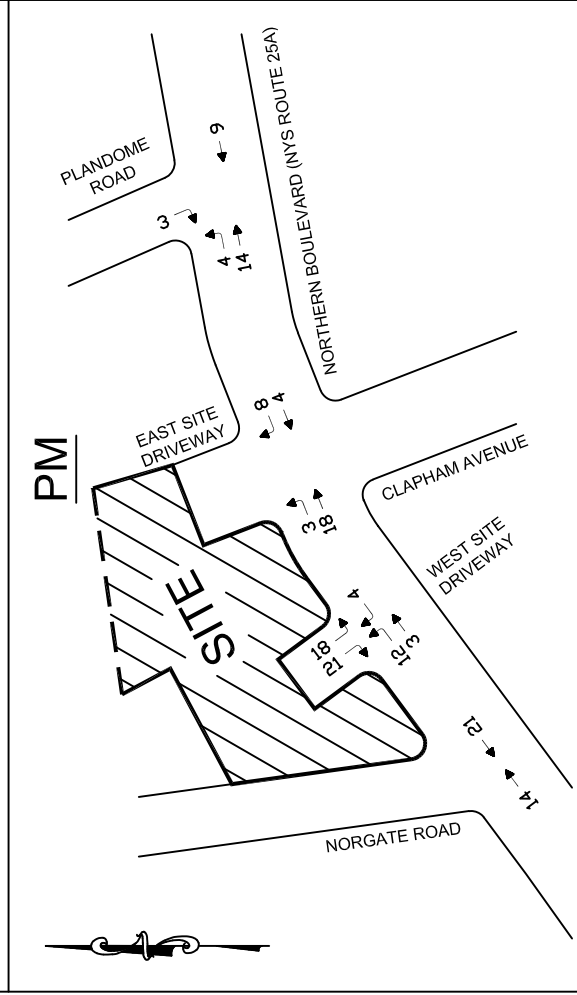 PM
PLANDOME
ROAD
9
3
4
14
NORTHERN BOULEVARD (NYS ROUTE 25A)
EAST SITE
DRIVEWAY
8
4
3
18
CLAPHAM AVENUE
SITE
WEST SITE
DRIVEWAY
4
18
21
12
3
21
14
NORGATE ROAD